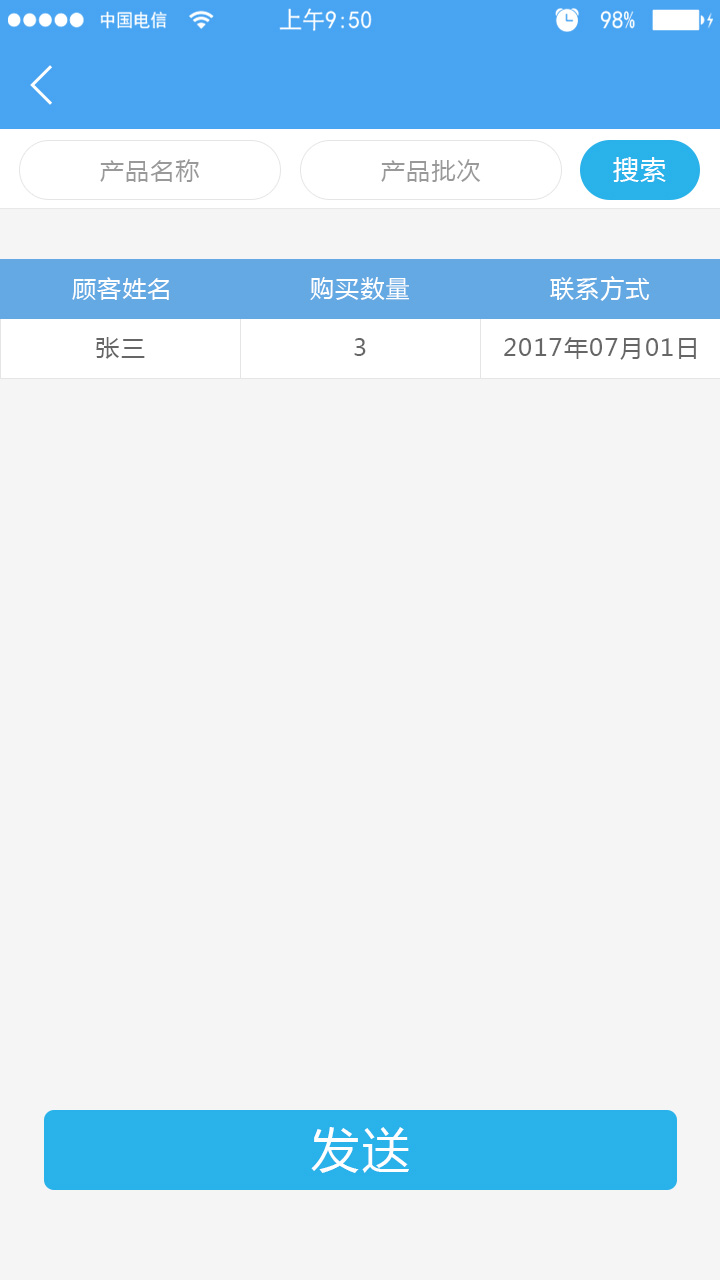 中国电信 上午9:50 98%
产品名称 产品批次 搜索
顾客姓名 购买数量 联系方式
张三 3 2017年07月01日
发送